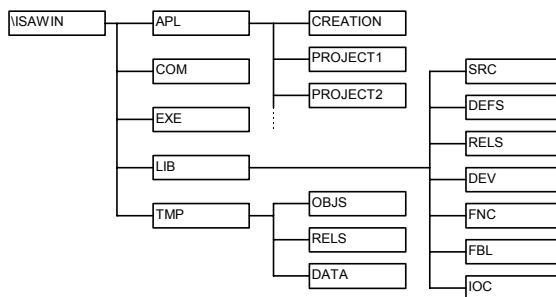 \ISAWIN
APL
CREATION
PROJECT1
PROJECT2
COM
EXE
LIB
SRC
DEFS
RELS
DEV
FNC
FBL
IOC
TMP
OBJS
RELS
DATA